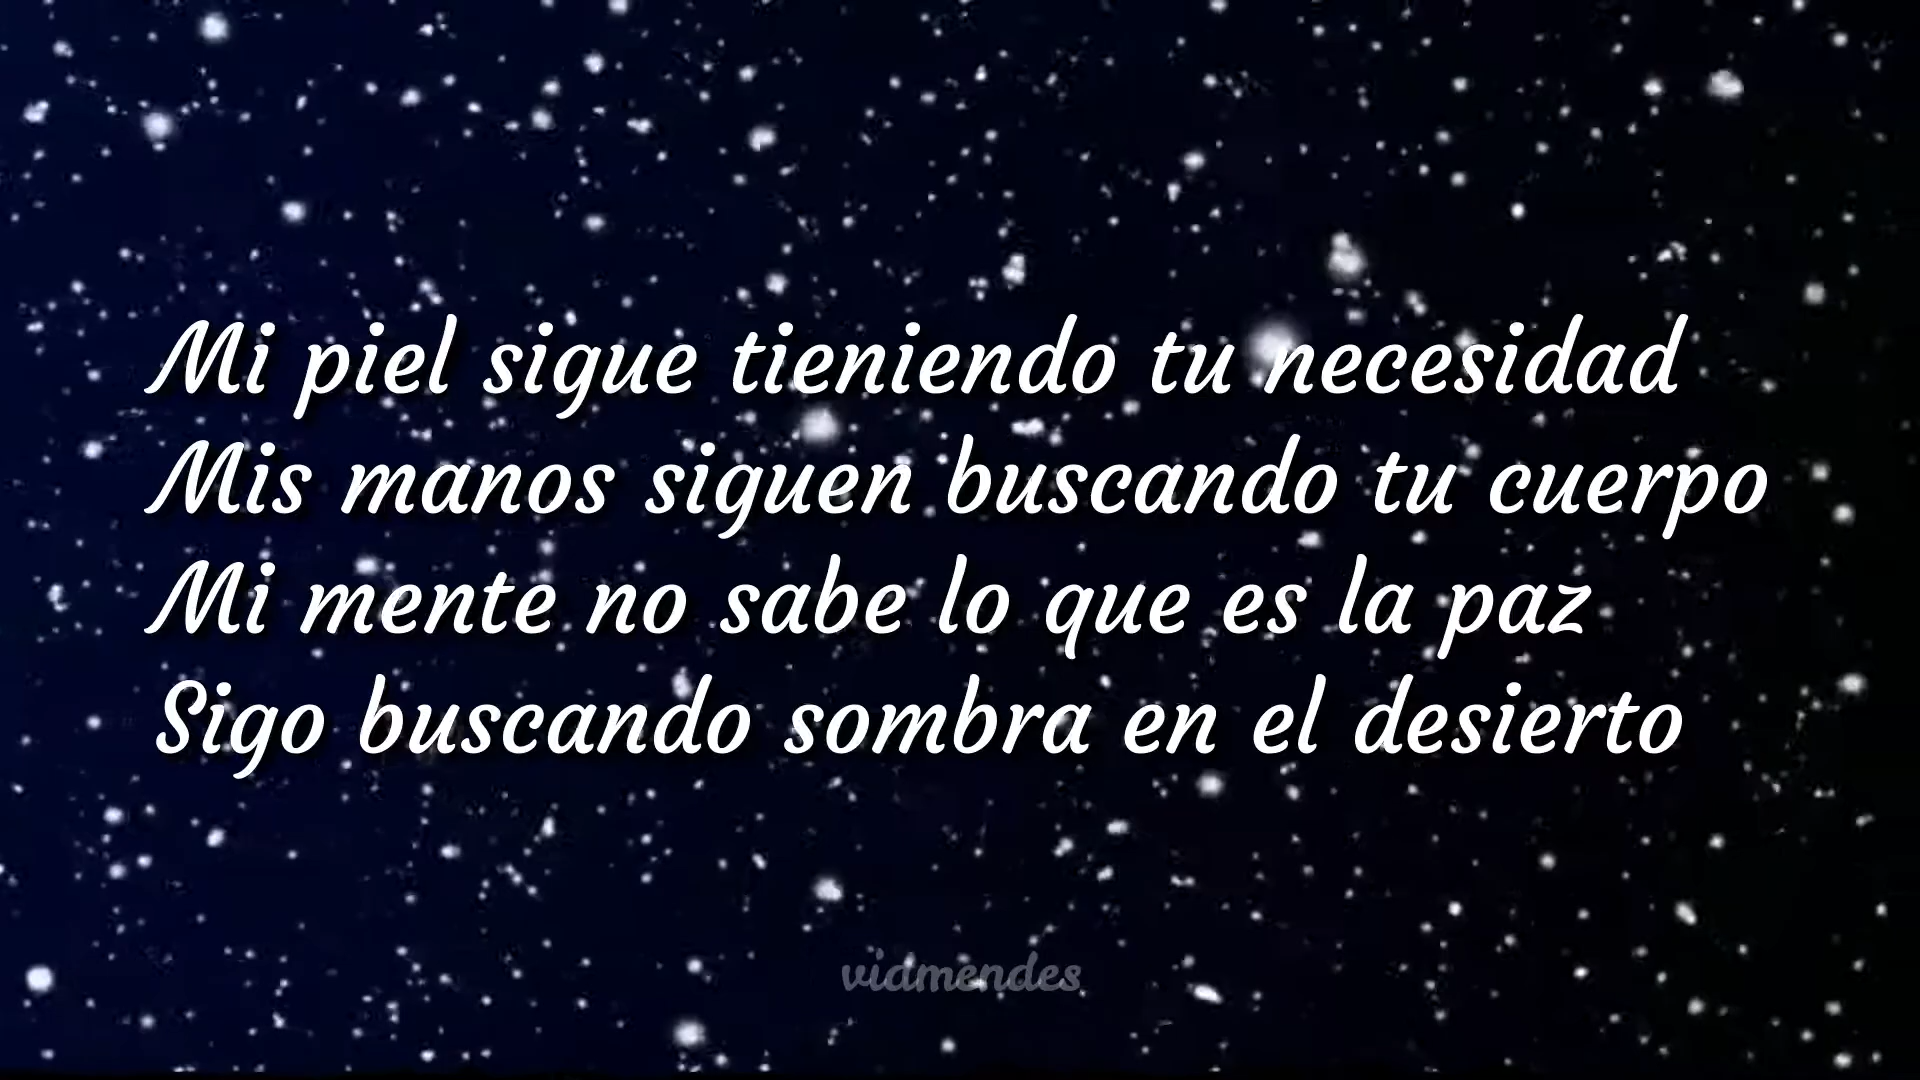 Mi piel sigue tieniendo tu necesidad
Mis manos siguen buscando tu cuerpo
Mi mente no sabe lo que es la paz
Sigo buscando sombra en el desierto
vidmendes